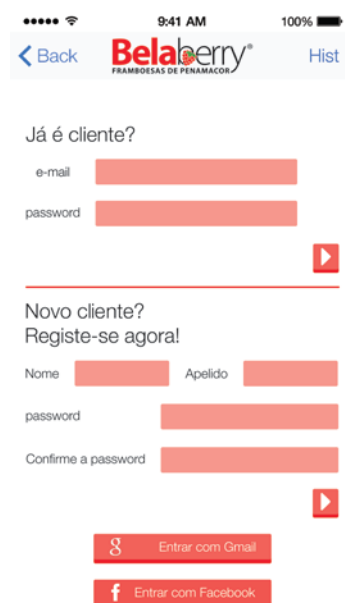 9:41 AM 100%
Back Belaberry® Hist
FRAMBOESAS DE PENAMACOR
Já é cliente?
e-mail
password
Novo cliente?
Registe-se agora!
Nome Apelido
password
Confirme a password
g Entrar com Gmail
f Entrar com Facebook